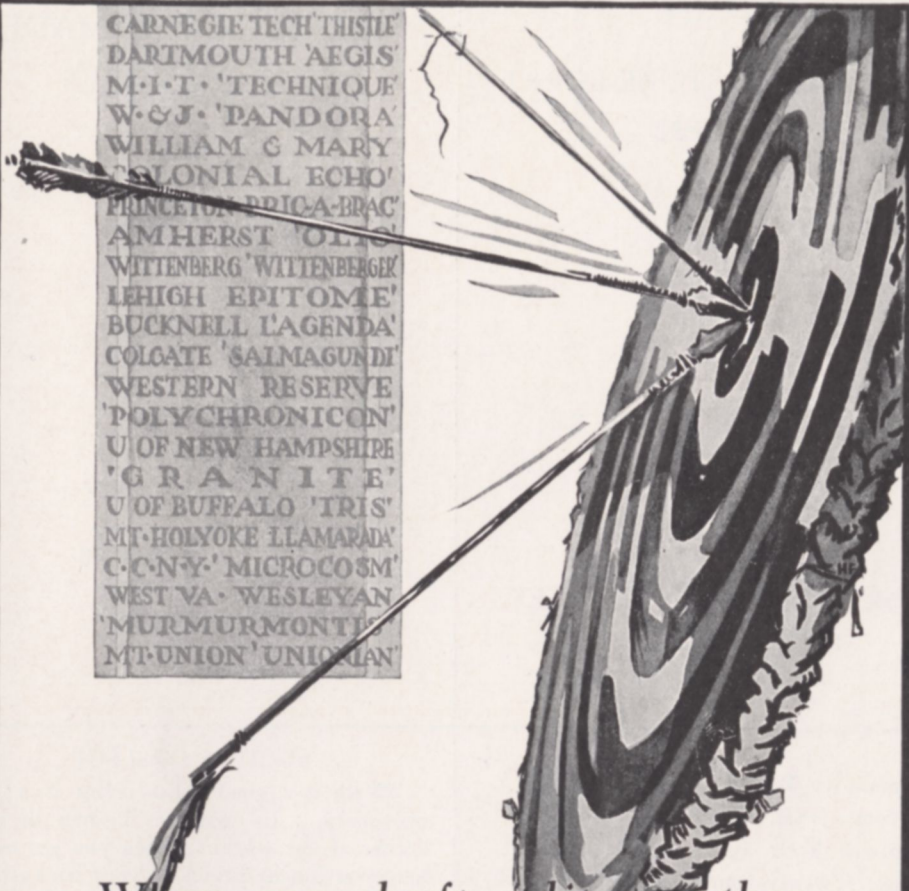 CARNEGIE TECH 'THISTLE'
DARTMOUTH 'AEGIS'
M·I·T· 'TECHNIQUE'
W·&J· 'PANDORA'
WILLIAM & MARY
COLONIAL ECHO'
PRINCETON BRIC-A-BRAC'
AMHERST 'OLIO'
WITTENBERG 'WITTENBERGER'
LEHIGH EPITOME'
BUCKNELL L'AGENDA'
COLGATE 'SALMAGUNDI'
WESTERN RESERVE
'POLYCHRONICON'
U OF NEW HAMPSHIRE
'GRANITE'
U OF BUFFALO 'IRIS'
MT·HOLYOKE LLAMARADA'
C·C·N·Y·' MICROCOSM'
WEST VA· WESLEYAN
'MURMURMONTIS'
MT·UNION 'UNIONIAN'
HF